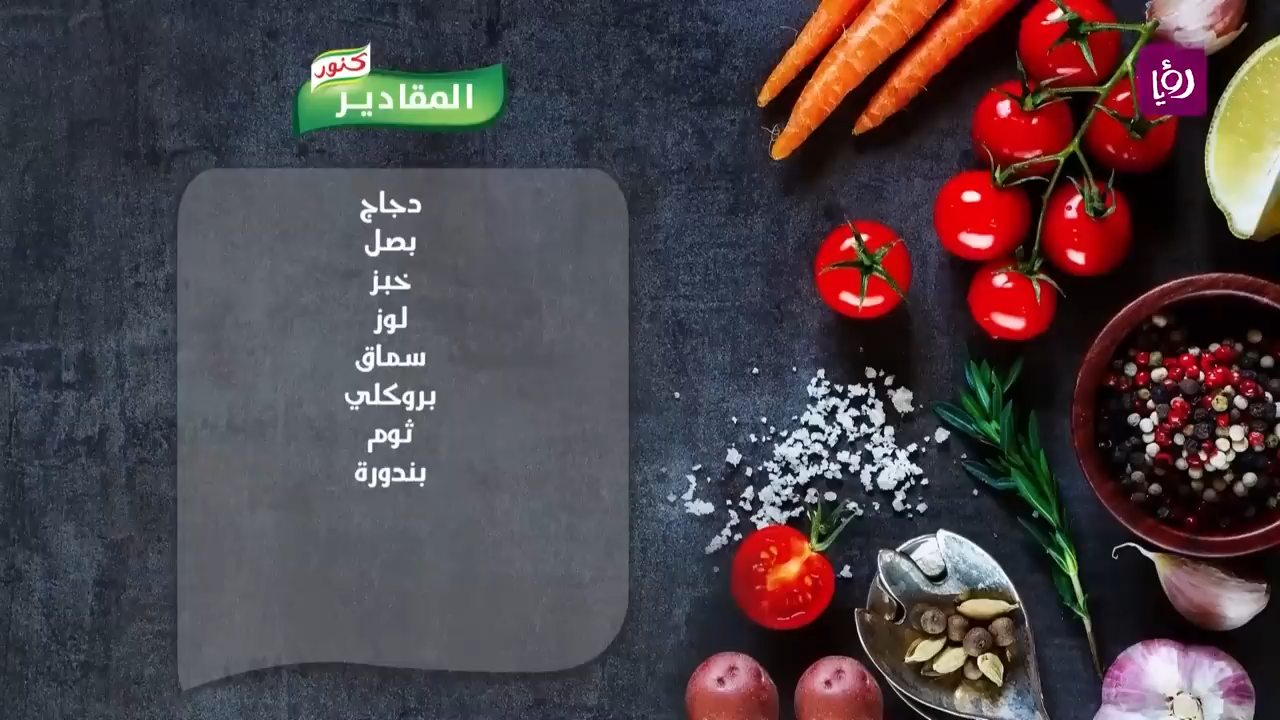 كنور
المقادير
رؤيا
دجاج
بصل
خبز
لوز
سماق
بروكلي
ثوم
بندورة